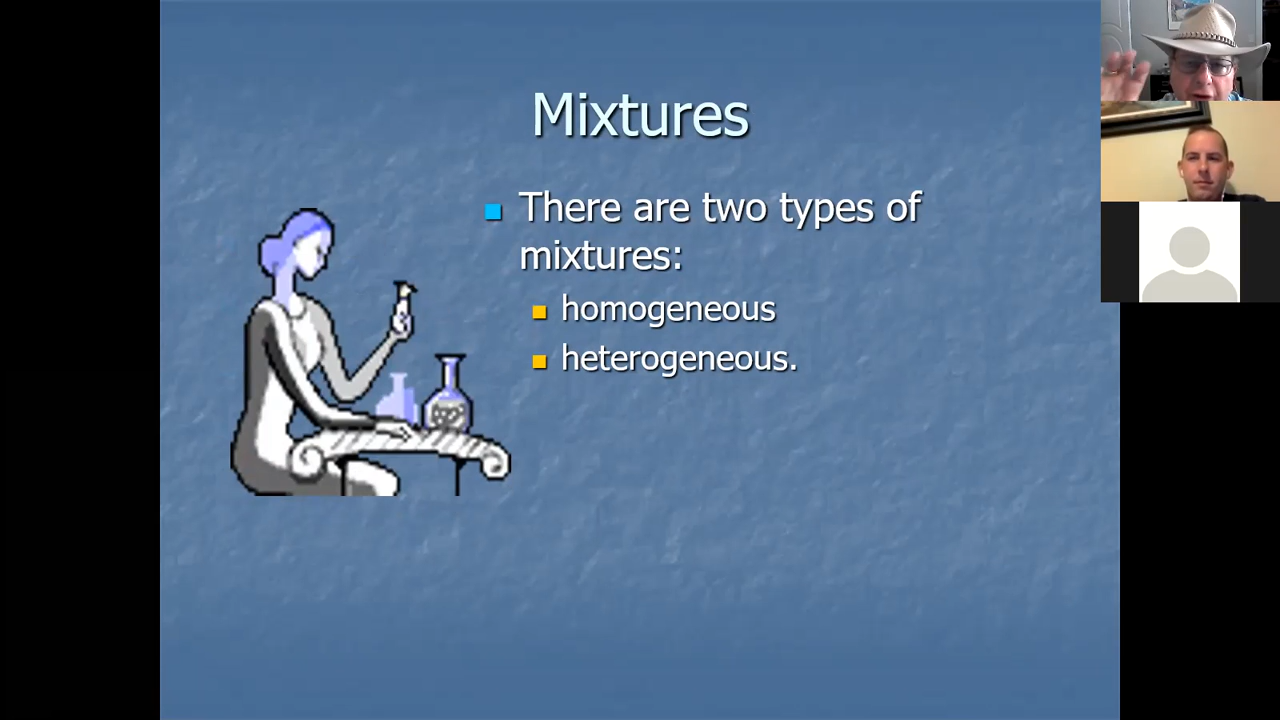 Mixtures
There are two types of
mixtures:
homogeneous
heterogeneous.